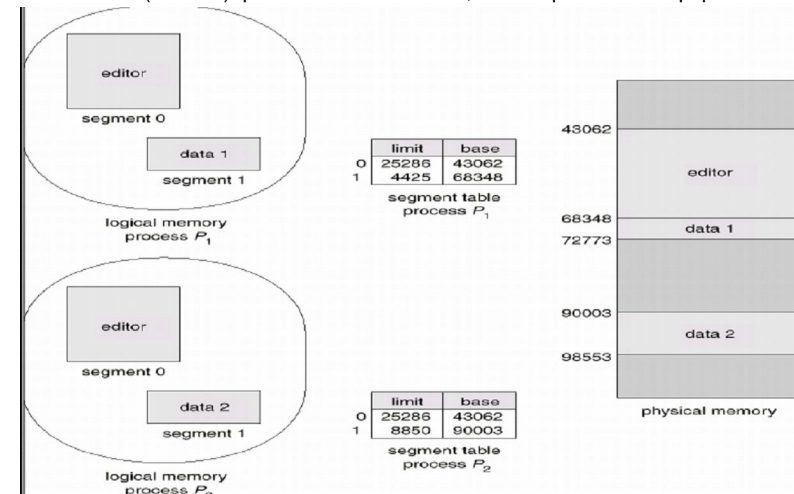 editor
segment 0
data 1
segment 1
logical memory
process P1
limit base
0 25286 43062
1 4425 68348
segment table
process P1
43062
editor
68348
data 1
72773
90003
data 2
98553
physical memory
editor
segment 0
data 2
segment 1
logical memory
limit base
0 25286 43062
1 8850 90003
segment table
process P2